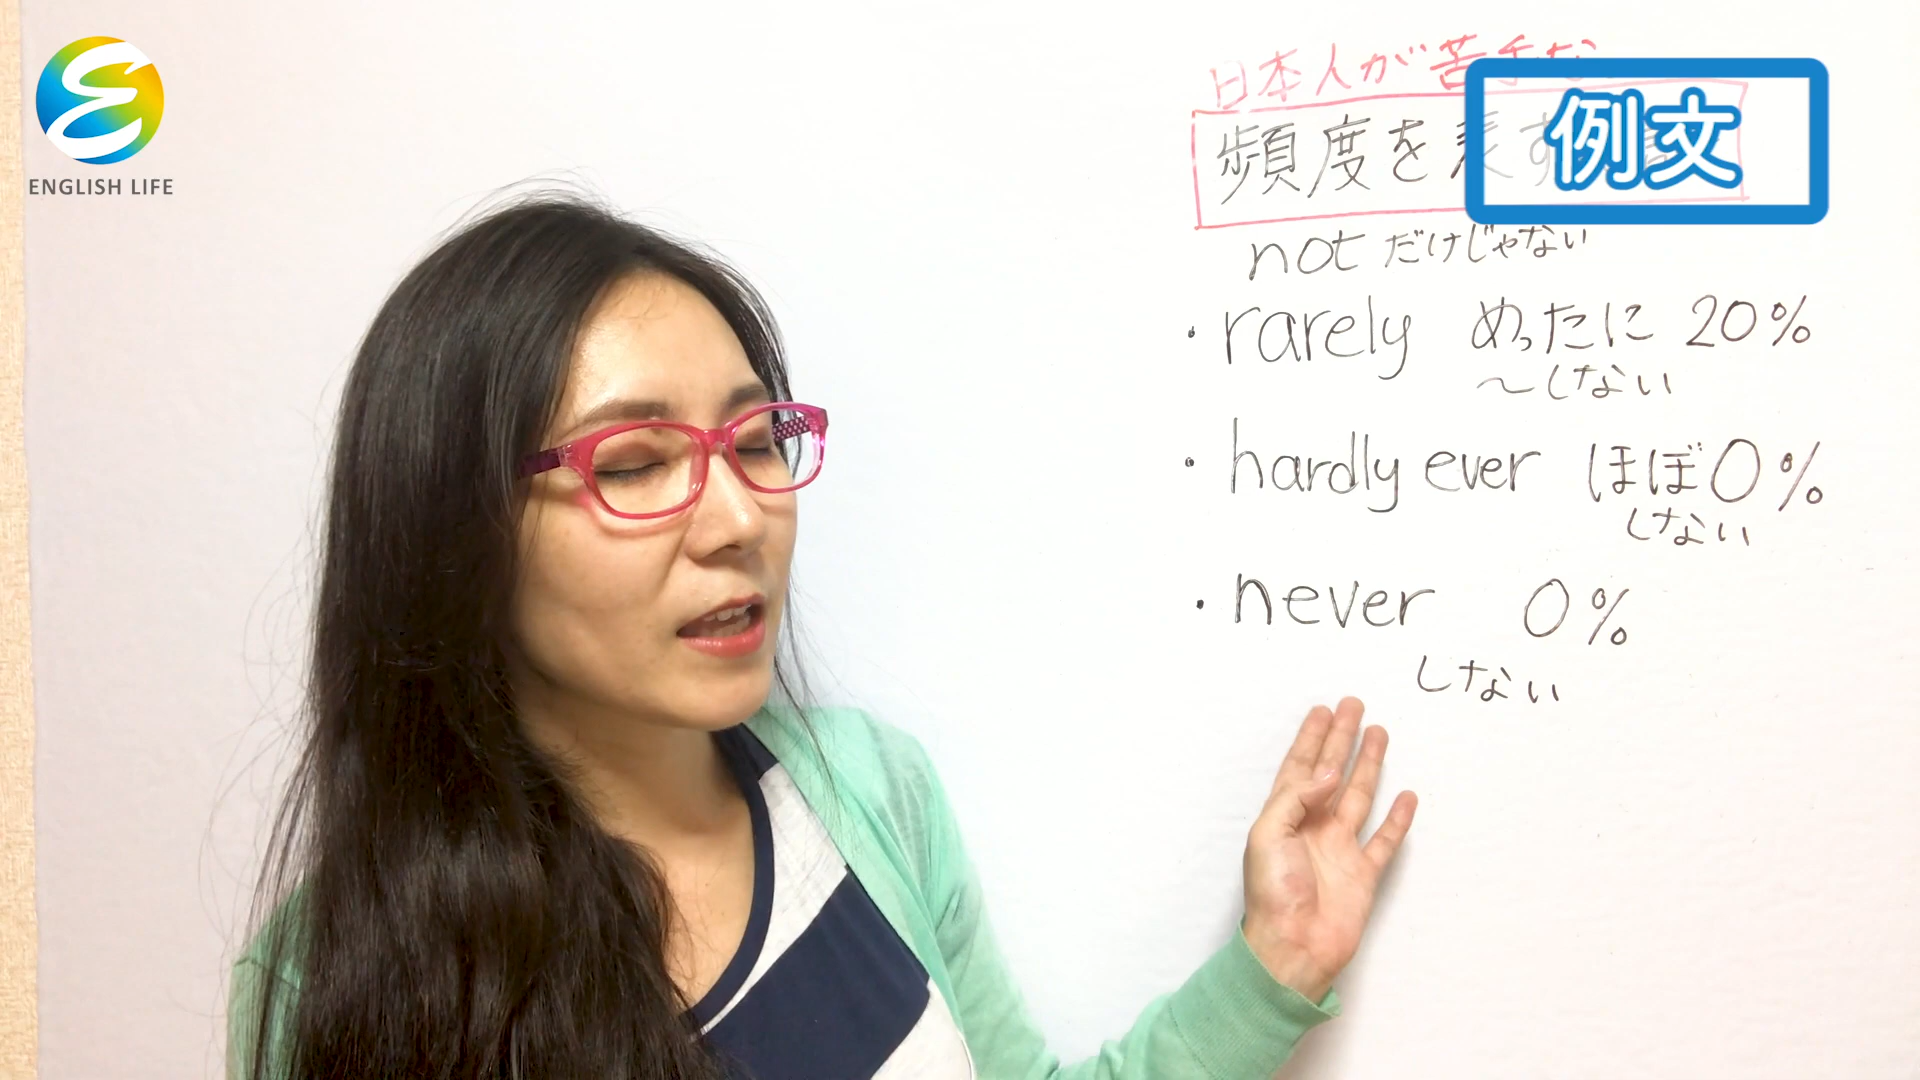 ENGLISH LIFE
日本人が苦手な
頻度を表す
例文
not だけじゃない
・rarely めったに 20%
〜しない
・hardly ever ほぼ0%
しない
・never 0%
しない